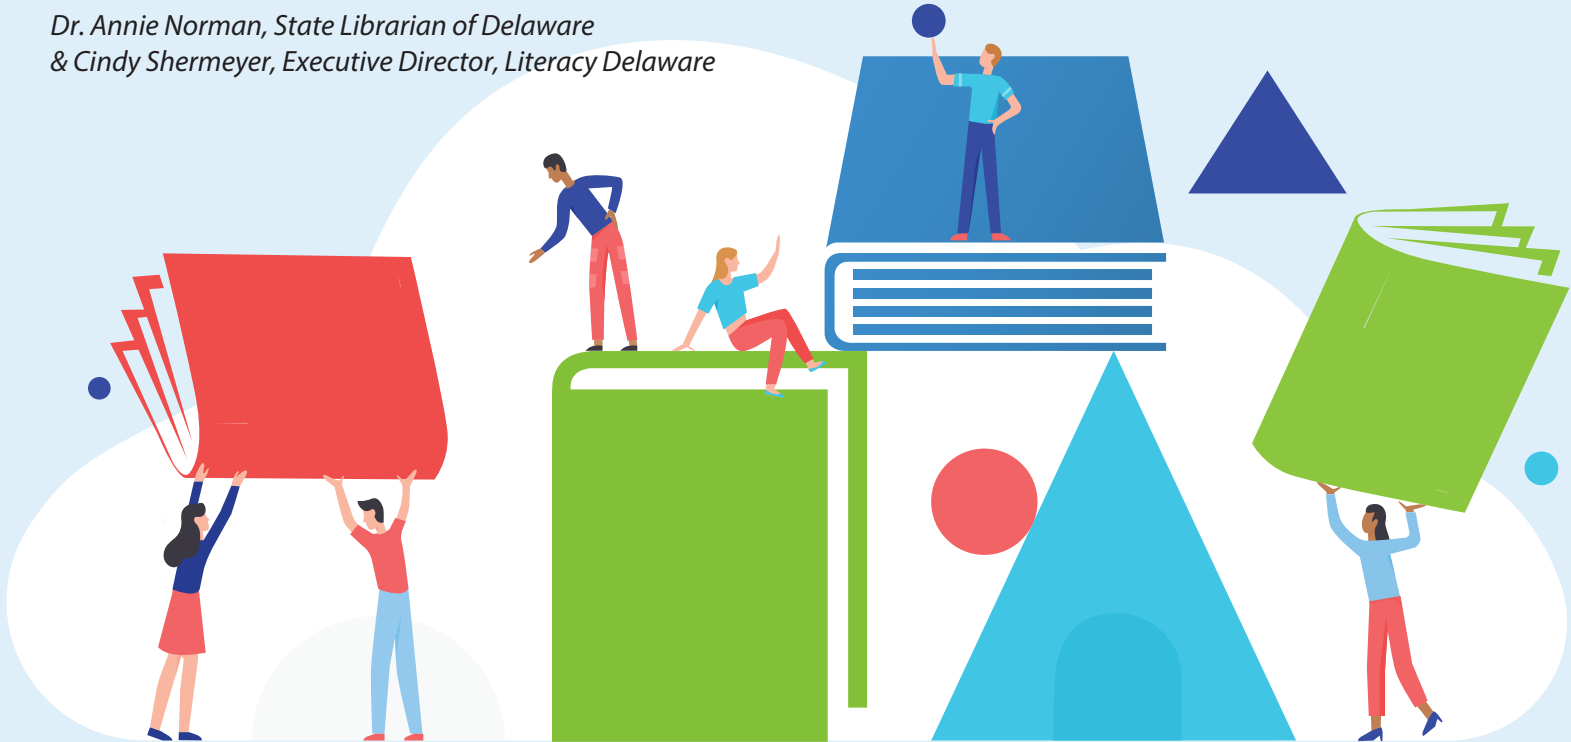 Dr. Annie Norman, State Librarian of Delaware
& Cindy Shermeyer, Executive Director, Literacy Delaware